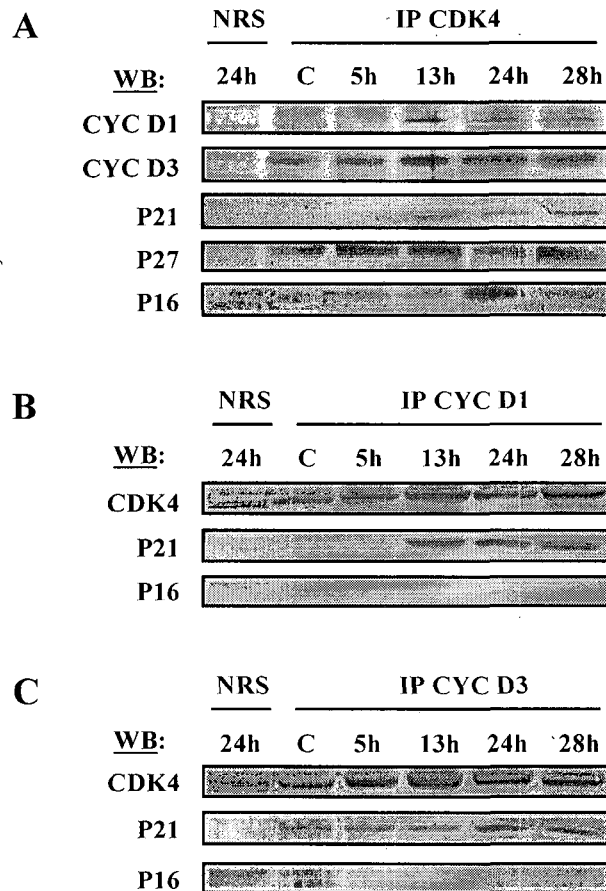 A
NRS IP CDK4
WB: 24h C 5h 13h 24h 28h
CYC D1
CYC D3
P21
P27
P16
B
NRS IP CYC D1
WB: 24h C 5h 13h 24h 28h
CDK4
P21
P16
C
NRS IP CYC D3
WB: 24h C 5h 13h 24h 28h
CDK4
P21
P16